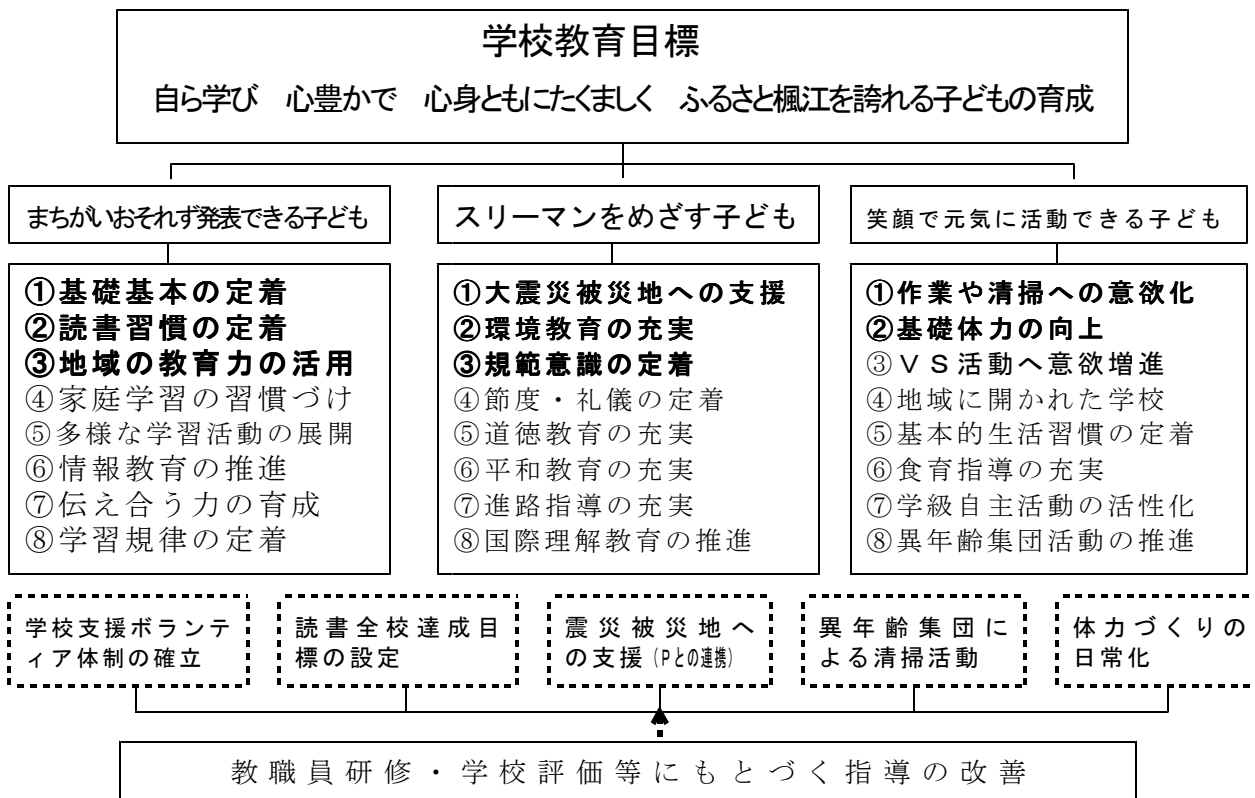 学校教育目標
自ら学び 心豊かで 心身ともにたくましく ふるさと楓江を誇れる子どもの育成
まちがいおそれず発表できる子ども
①基礎基本の定着
②読書習慣の定着
③地域の教育力の活用
④家庭学習の習慣づけ
⑤多様な学習活動の展開
⑥情報教育の推進
⑦伝え合う力の育成
⑧学習規律の定着
スリーマンをめざす子ども
①大震災被災地への支援
②環境教育の充実
③規範意識の定着
④節度・礼儀の定着
⑤道徳教育の充実
⑥平和教育の充実
⑦進路指導の充実
⑧国際理解教育の推進
笑顔で元気に活動できる子ども
①作業や清掃への意欲化
②基礎体力の向上
③VS活動へ意欲増進
④地域に開かれた学校
⑤基本的生活習慣の定着
⑥食育指導の充実
⑦学級自主活動の活性化
⑧異年齢集団活動の推進
学校支援ボランテ
ィア体制の確立
読書全校達成目
標の設定
震災被災地へ
の支援(Pとの連携)
異年齢集団に
よる清掃活動
体力づくりの
日常化
教職員研修・学校評価等にもとづく指導の改善